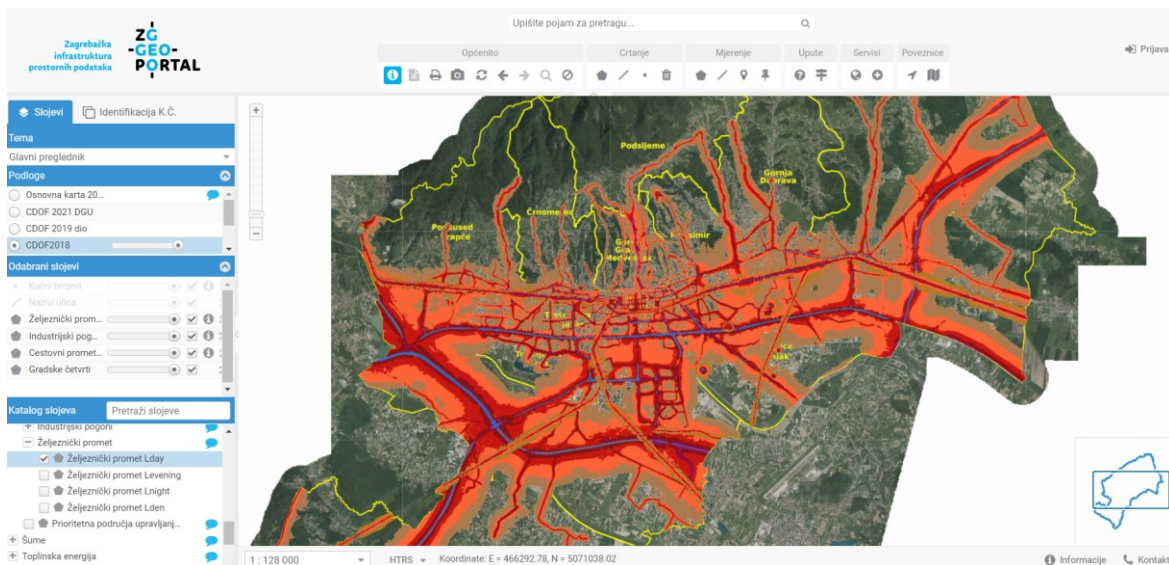 Zagrebačka
infrastruktura
prostornih podataka
ZG
-GEO-
PORTAL
Upišite pojam za pretragu...
Općenito
Crtanje
Mjerenje
Upute
Servisi
Poveznice
Prijava
Slojevi
Identifikacija K.Č.
Tema
Glavni preglednik
Podloge
Osnovna karta 20...
CDOF 2021 DGU
CDOF 2019 dio
CDOF2018
Odabrani slojevi
Kućni brojevi
Nazivi ulica
Željeznički prom...
Industrijski pog...
Cestovni promet...
Gradske četvrti
Katalog slojeva
Pretraži slojeve
Industrijski pogoni
Željeznički promet
Željeznički promet Lday
Željeznički promet Levening
Željeznički promet Lnight
Željeznički promet Lden
Prioritetna područja upravljanj...
Šume
Toplinska energija
Podsljeme
Gornja
1 : 128 000
HTRS
Koordinate: E = 466292.78, N = 5071038.02
Informacije
Kontakt